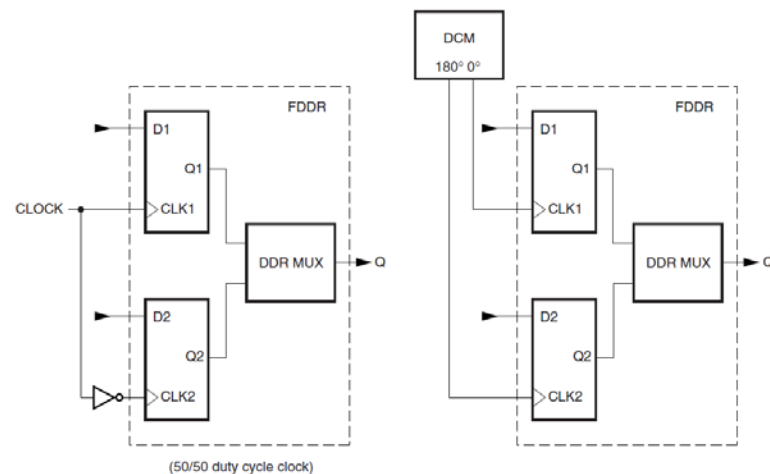 DCM
180° 0°
FDDR
D1
Q1
CLOCK
CLK1
DDR MUX
Q
D2
Q2
CLK2
(50/50 duty cycle clock)
FDDR
D1
Q1
CLK1
DDR MUX
D2
Q2
CLK2